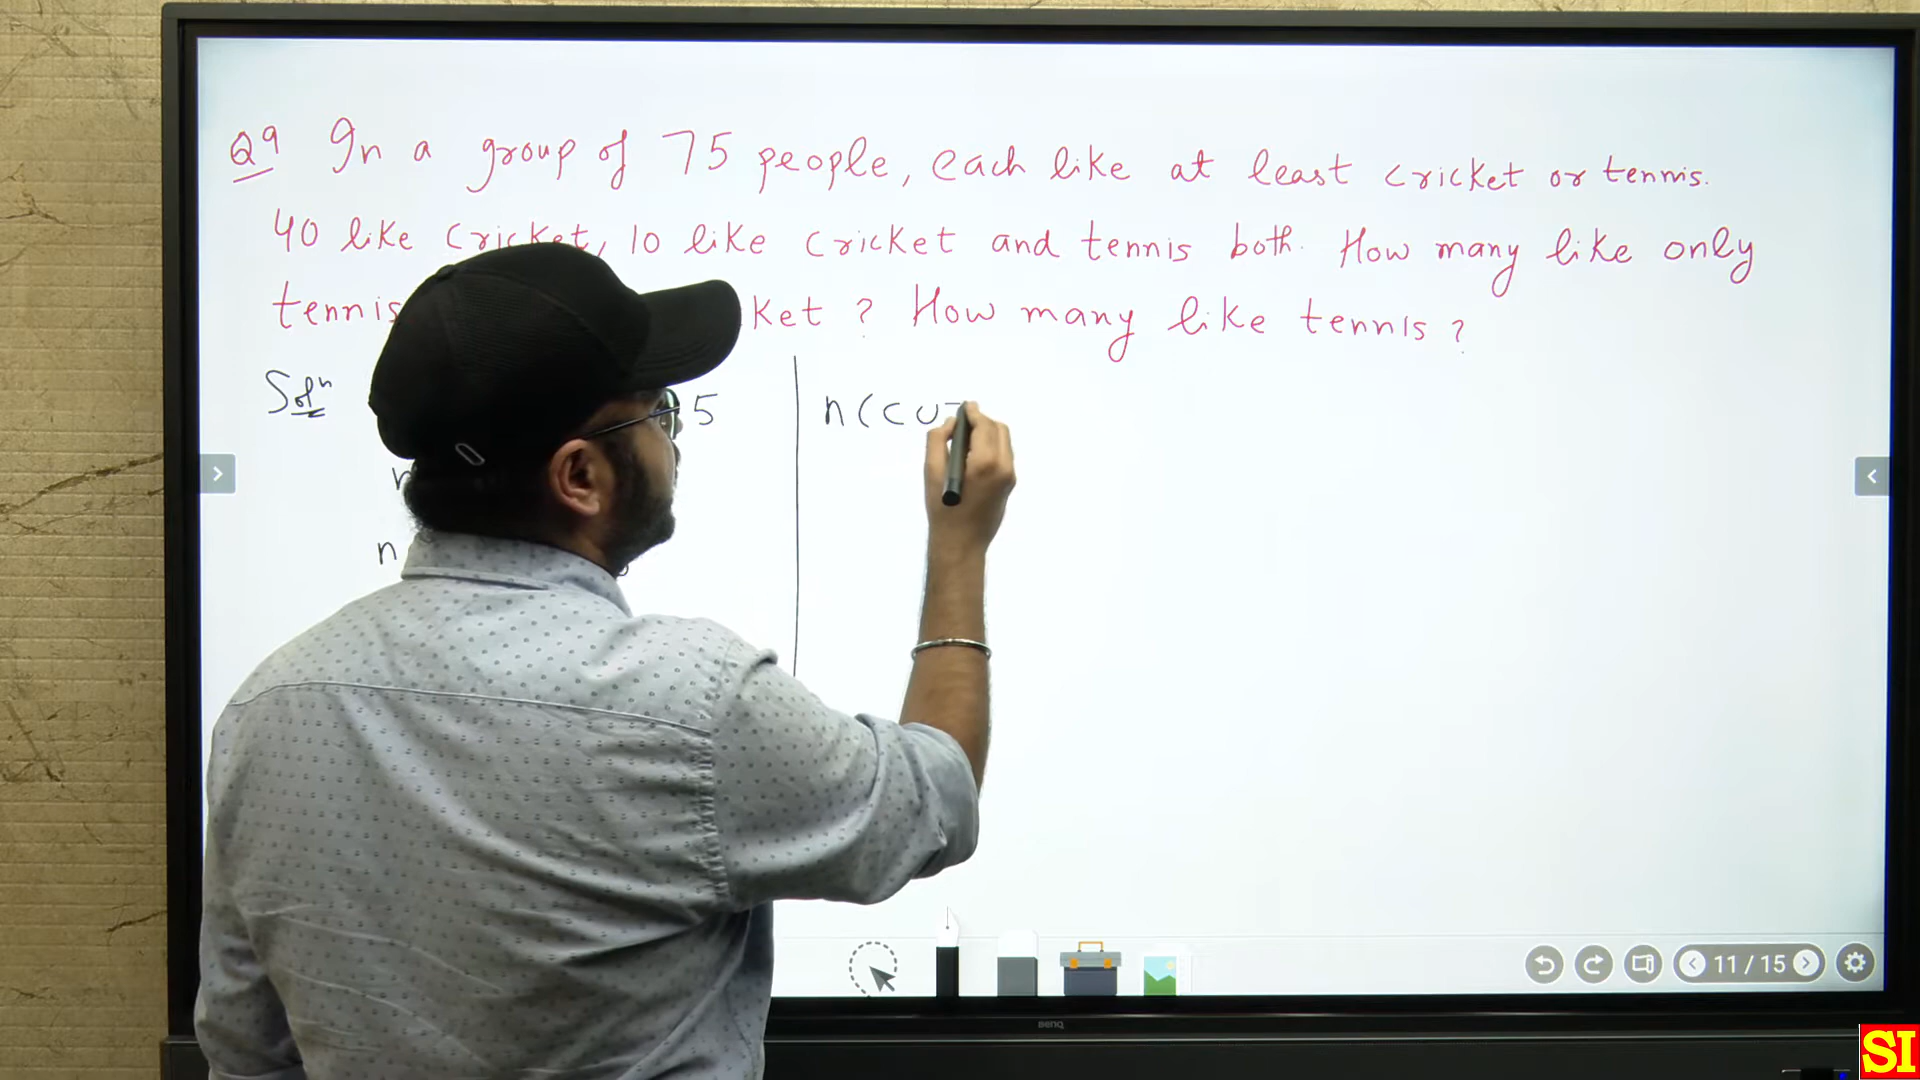 Q9 In a group of 75 people, each like at least cricket or tennis.
40 like cricket, 10 like cricket and tennis both. How many like only
tennis ket ? How many like tennis ?
Solⁿ 5 n(C∪
n
n
11 / 15
BenQ
SI